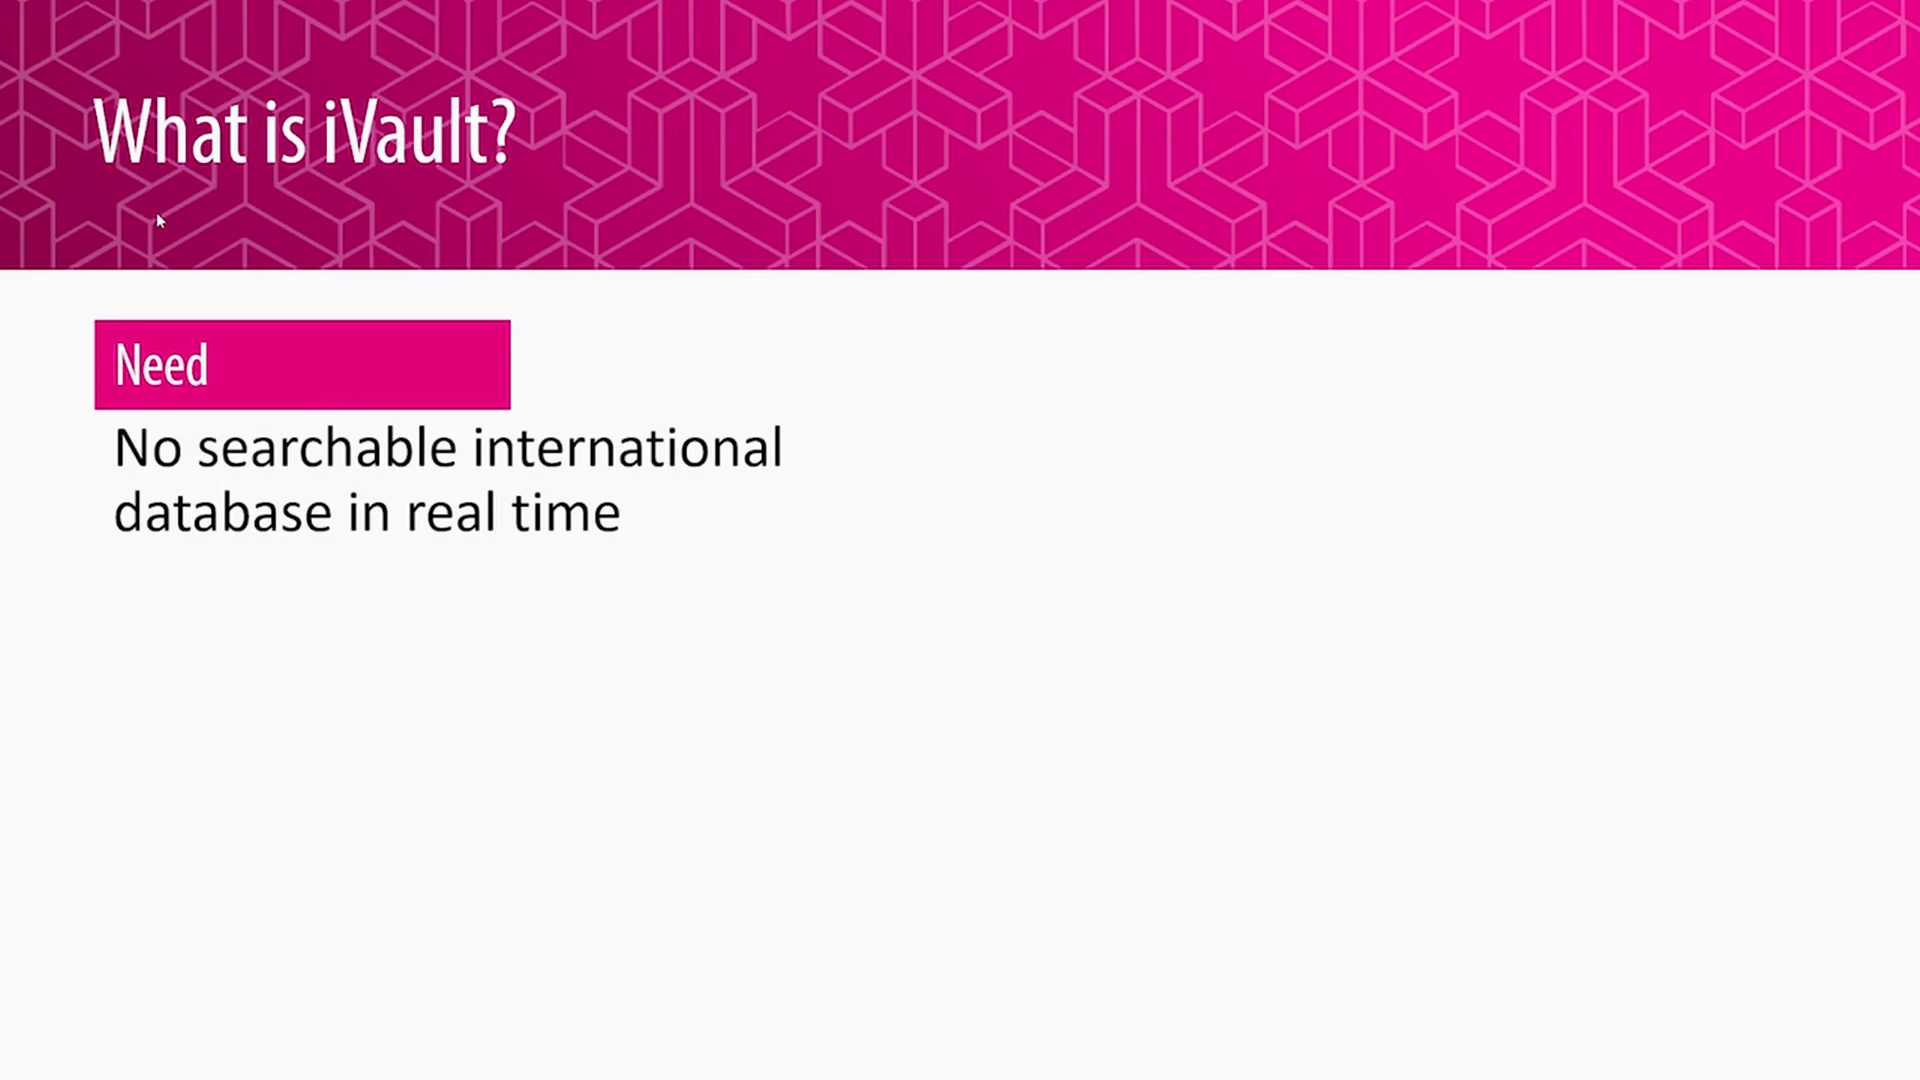 What is iVault?
Need
No searchable international
database in real time